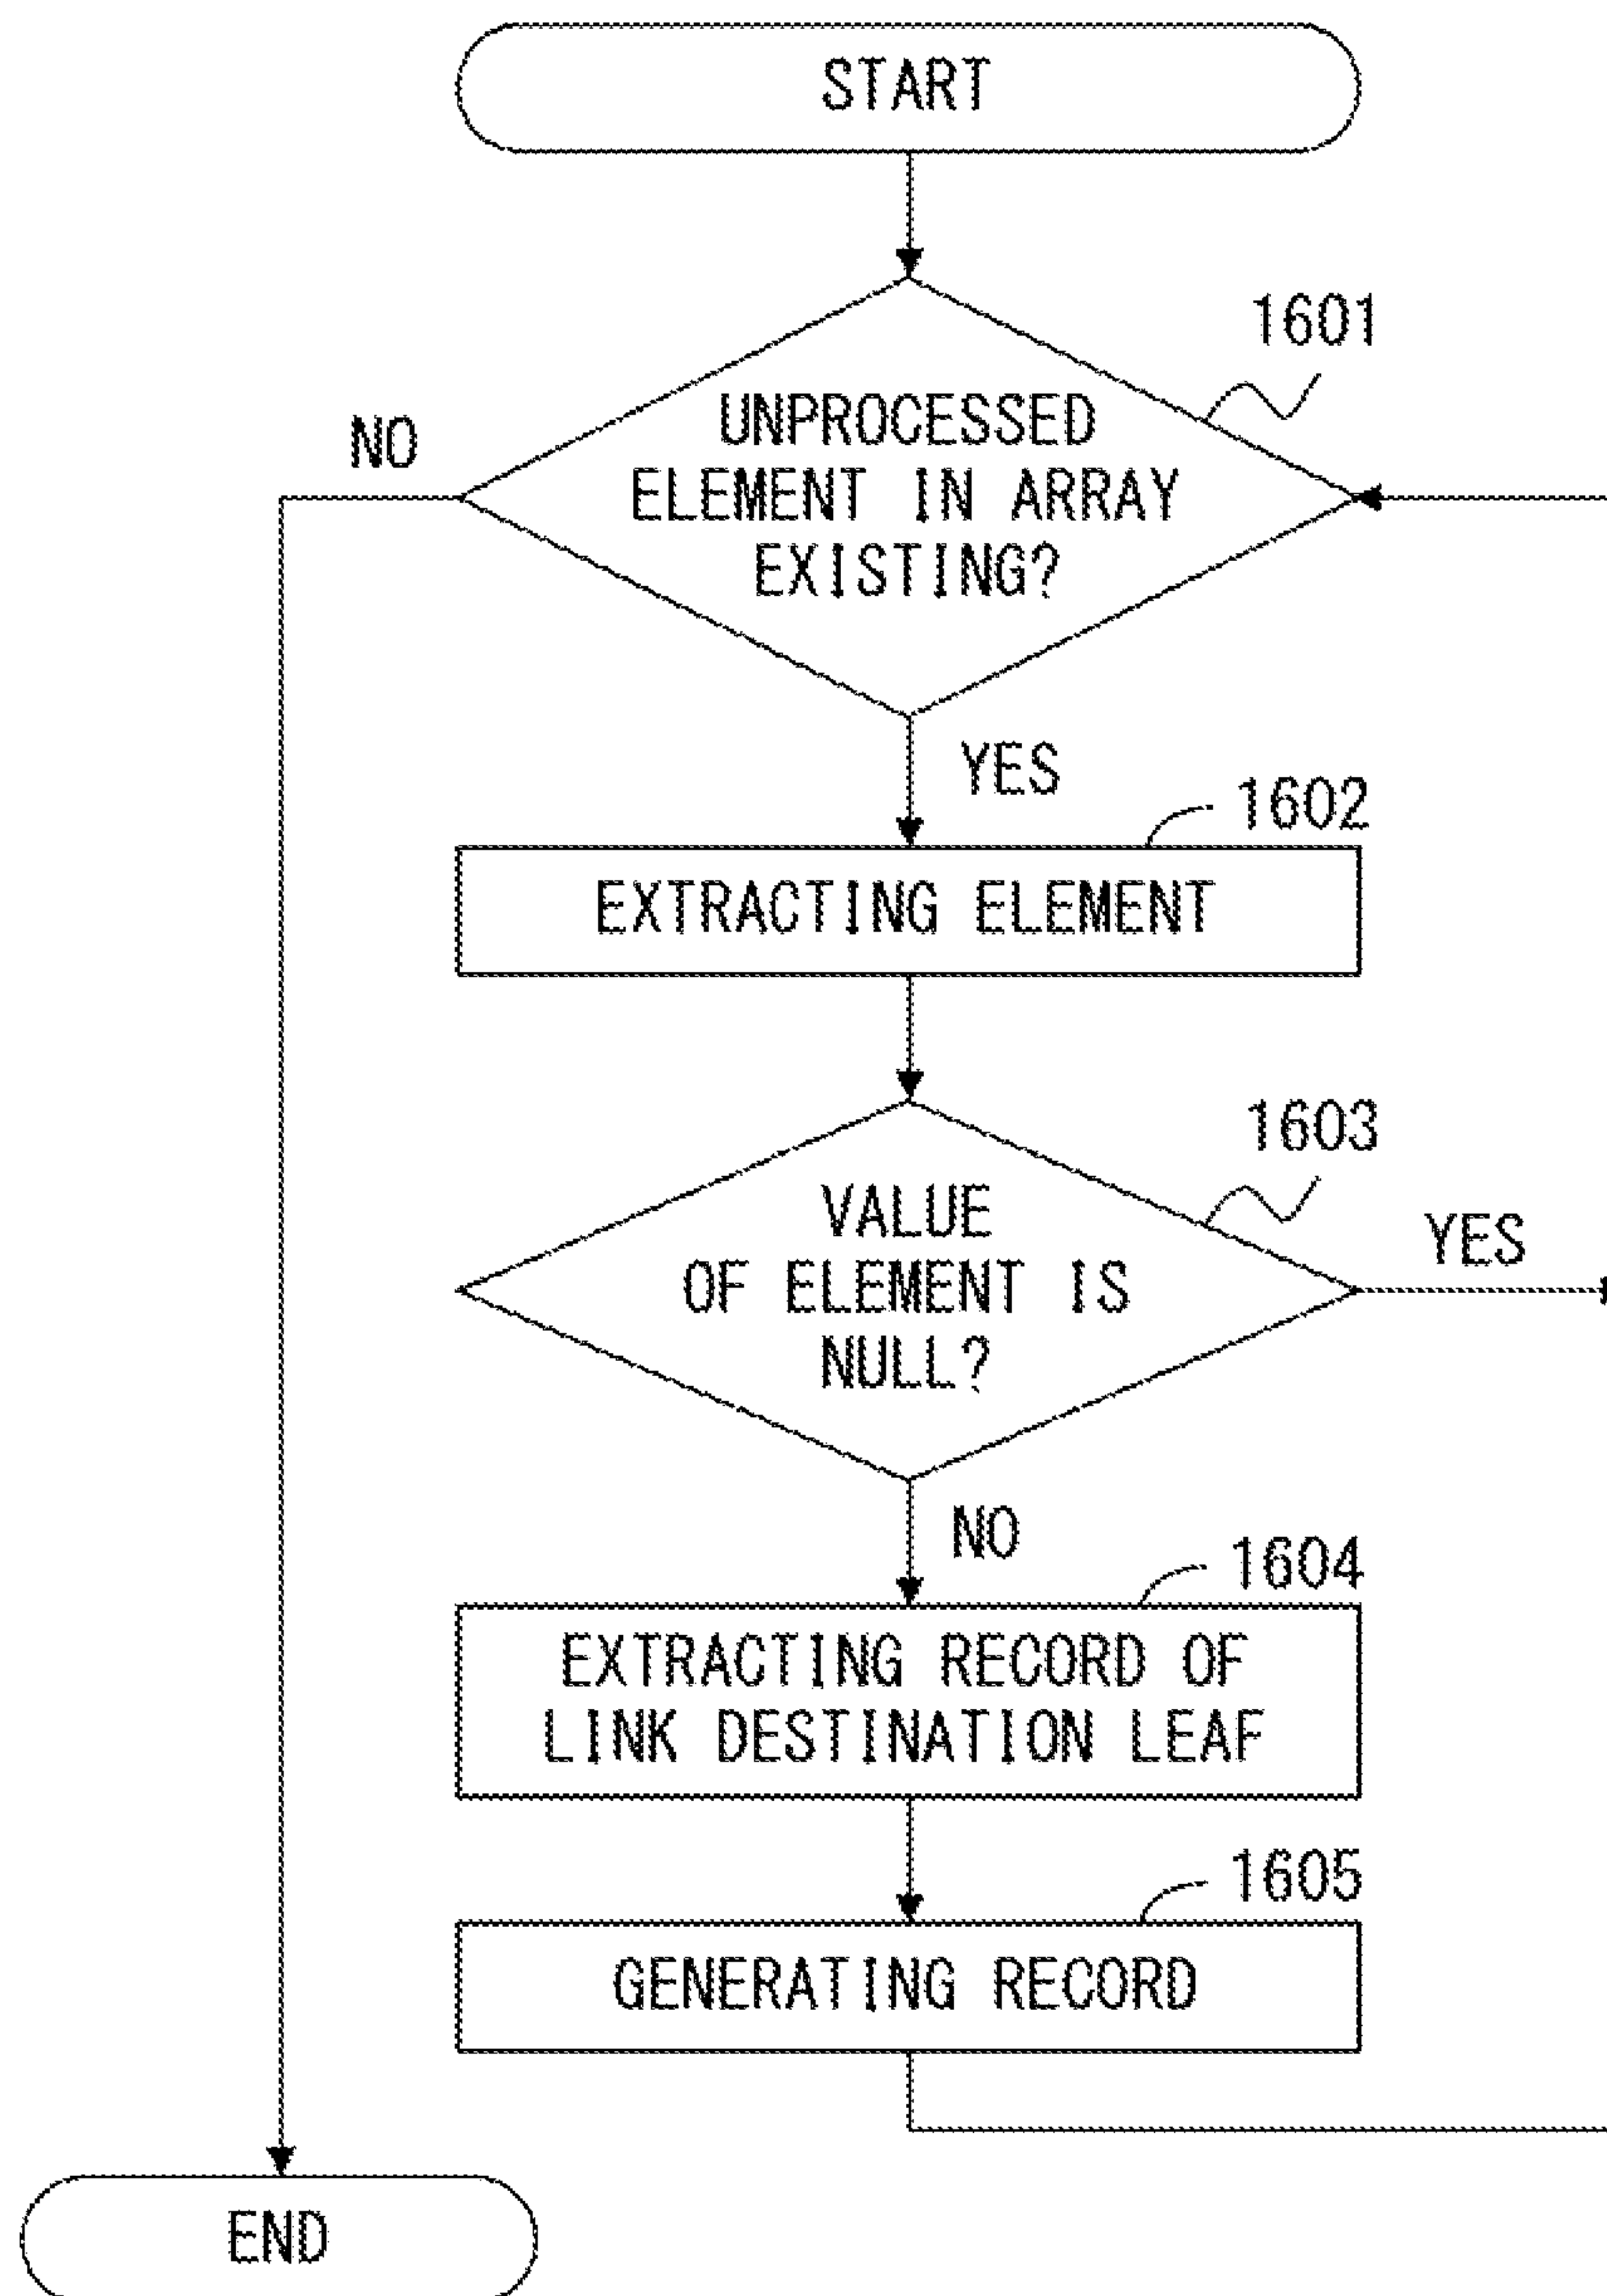 START
1601
NO
UNPROCESSED
ELEMENT IN ARRAY
EXISTING?
YES
1602
EXTRACTING ELEMENT
1603
VALUE
OF ELEMENT IS
NULL?
YES
NO
1604
EXTRACTING RECORD OF
LINK DESTINATION LEAF
1605
GENERATING RECORD
END